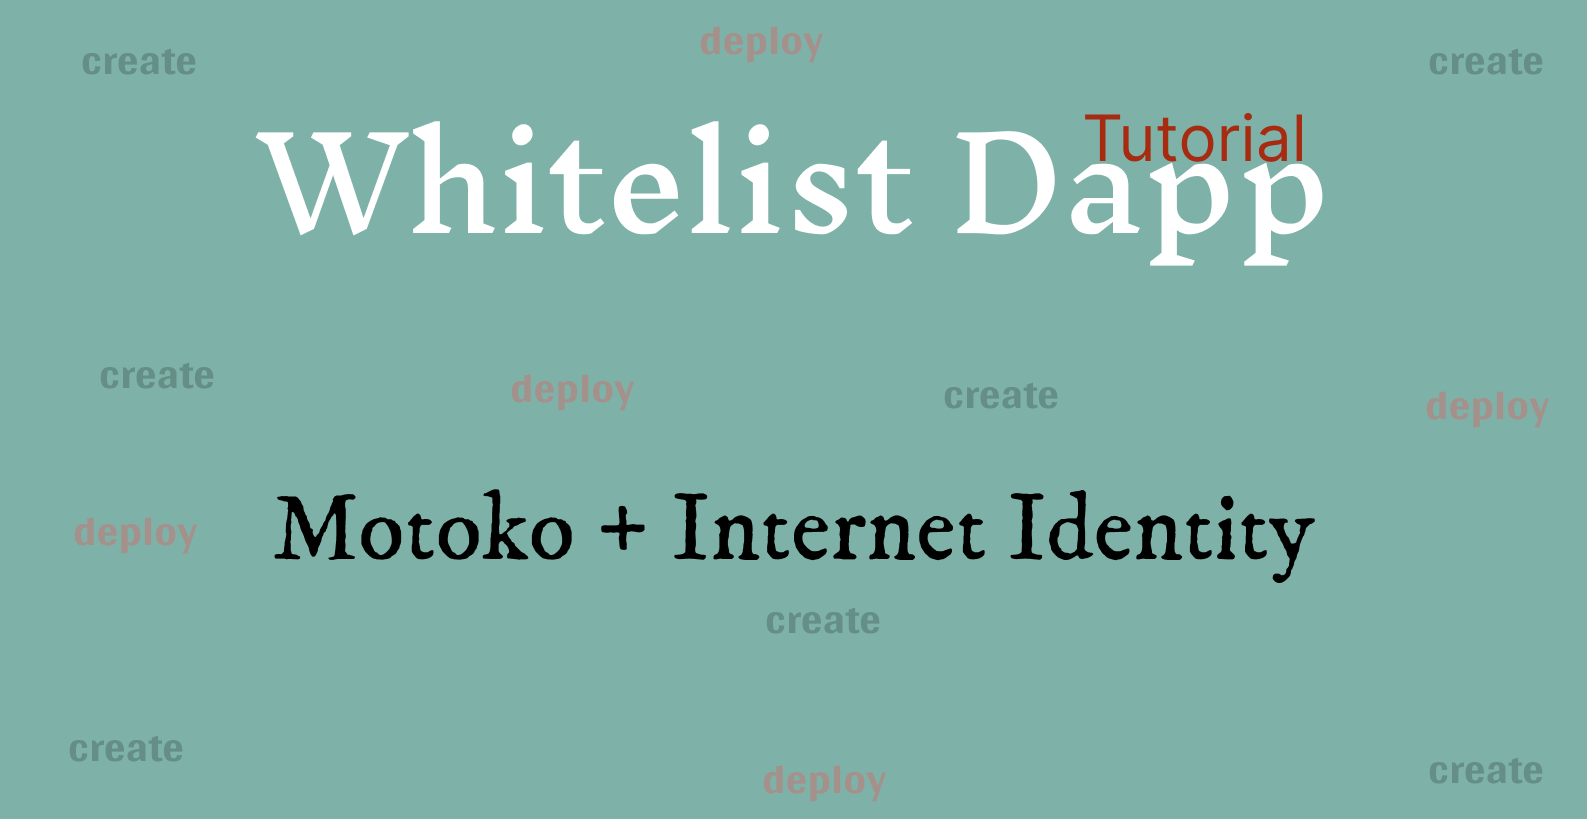 deploy
create
create
Tutorial
Whitelist Dapp
create
deploy
create
deploy
Motoko + Internet Identity
deploy
create
create
create
deploy